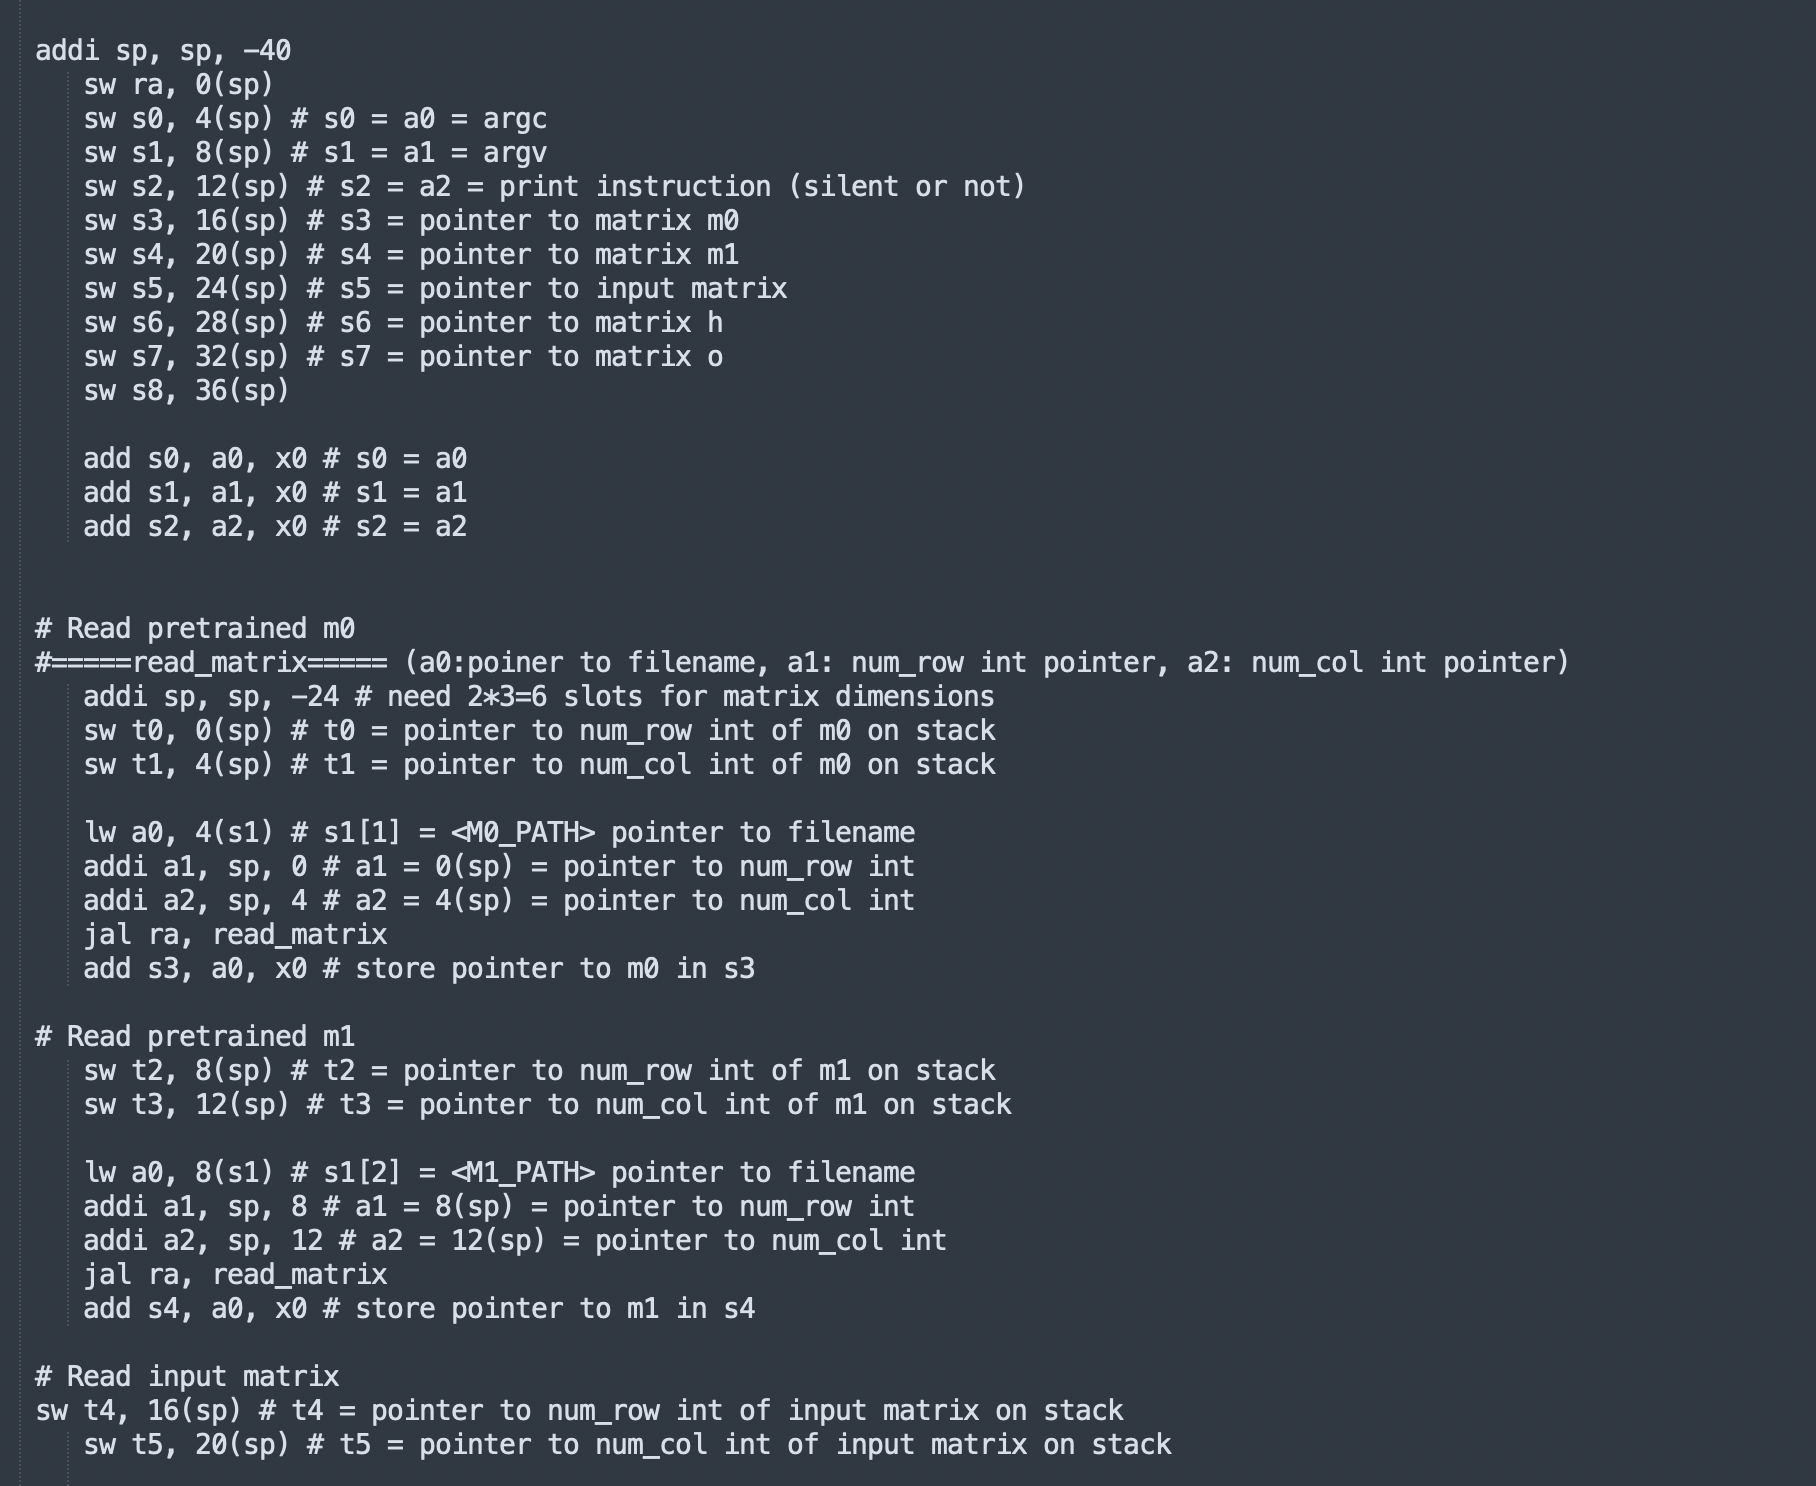 addi sp, sp, −40
sw ra, 0(sp)
sw s0, 4(sp) # s0 = a0 = argc
sw s1, 8(sp) # s1 = a1 = argv
sw s2, 12(sp) # s2 = a2 = print instruction (silent or not)
sw s3, 16(sp) # s3 = pointer to matrix m0
sw s4, 20(sp) # s4 = pointer to matrix m1
sw s5, 24(sp) # s5 = pointer to input matrix
sw s6, 28(sp) # s6 = pointer to matrix h
sw s7, 32(sp) # s7 = pointer to matrix o
sw s8, 36(sp)
add s0, a0, x0 # s0 = a0
add s1, a1, x0 # s1 = a1
add s2, a2, x0 # s2 = a2
# Read pretrained m0
#=====read_matrix===== (a0:poiner to filename, a1: num_row int pointer, a2: num_col int pointer)
addi sp, sp, −24 # need 2*3=6 slots for matrix dimensions
sw t0, 0(sp) # t0 = pointer to num_row int of m0 on stack
sw t1, 4(sp) # t1 = pointer to num_col int of m0 on stack
lw a0, 4(s1) # s1[1] = <M0_PATH> pointer to filename
addi a1, sp, 0 # a1 = 0(sp) = pointer to num_row int
addi a2, sp, 4 # a2 = 4(sp) = pointer to num_col int
jal ra, read_matrix
add s3, a0, x0 # store pointer to m0 in s3
# Read pretrained m1
sw t2, 8(sp) # t2 = pointer to num_row int of m1 on stack
sw t3, 12(sp) # t3 = pointer to num_col int of m1 on stack
lw a0, 8(s1) # s1[2] = <M1_PATH> pointer to filename
addi a1, sp, 8 # a1 = 8(sp) = pointer to num_row int
addi a2, sp, 12 # a2 = 12(sp) = pointer to num_col int
jal ra, read_matrix
add s4, a0, x0 # store pointer to m1 in s4
# Read input matrix
sw t4, 16(sp) # t4 = pointer to num_row int of input matrix on stack
sw t5, 20(sp) # t5 = pointer to num_col int of input matrix on stack